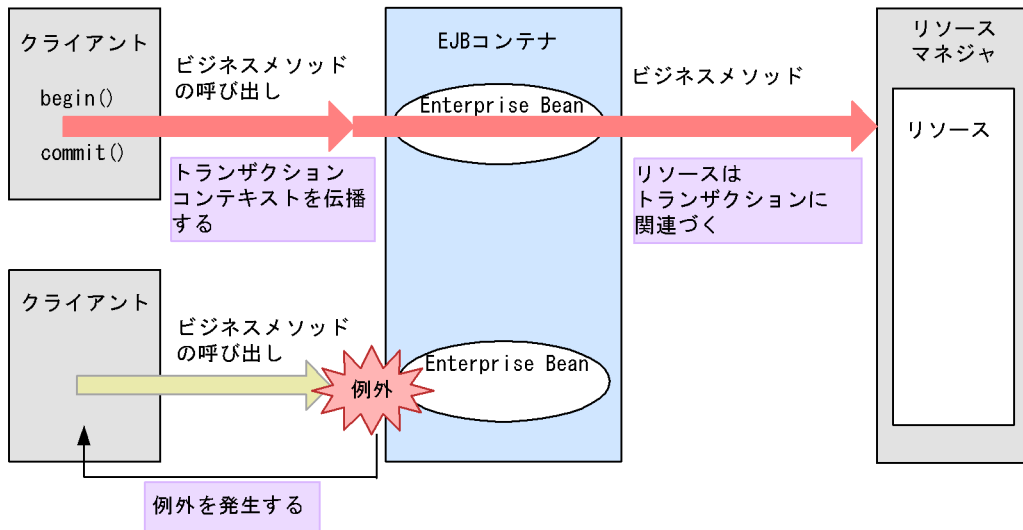 クライアント
begin()
commit()
ビジネスメソッド
の呼び出し
トランザクション
コンテキストを伝播
する
EJBコンテナ
Enterprise Bean
ビジネスメソッド
リソースは
トランザクションに
関連づく
リソース
マネジャ
リソース
クライアント
ビジネスメソッド
の呼び出し
例外
Enterprise Bean
例外を発生する